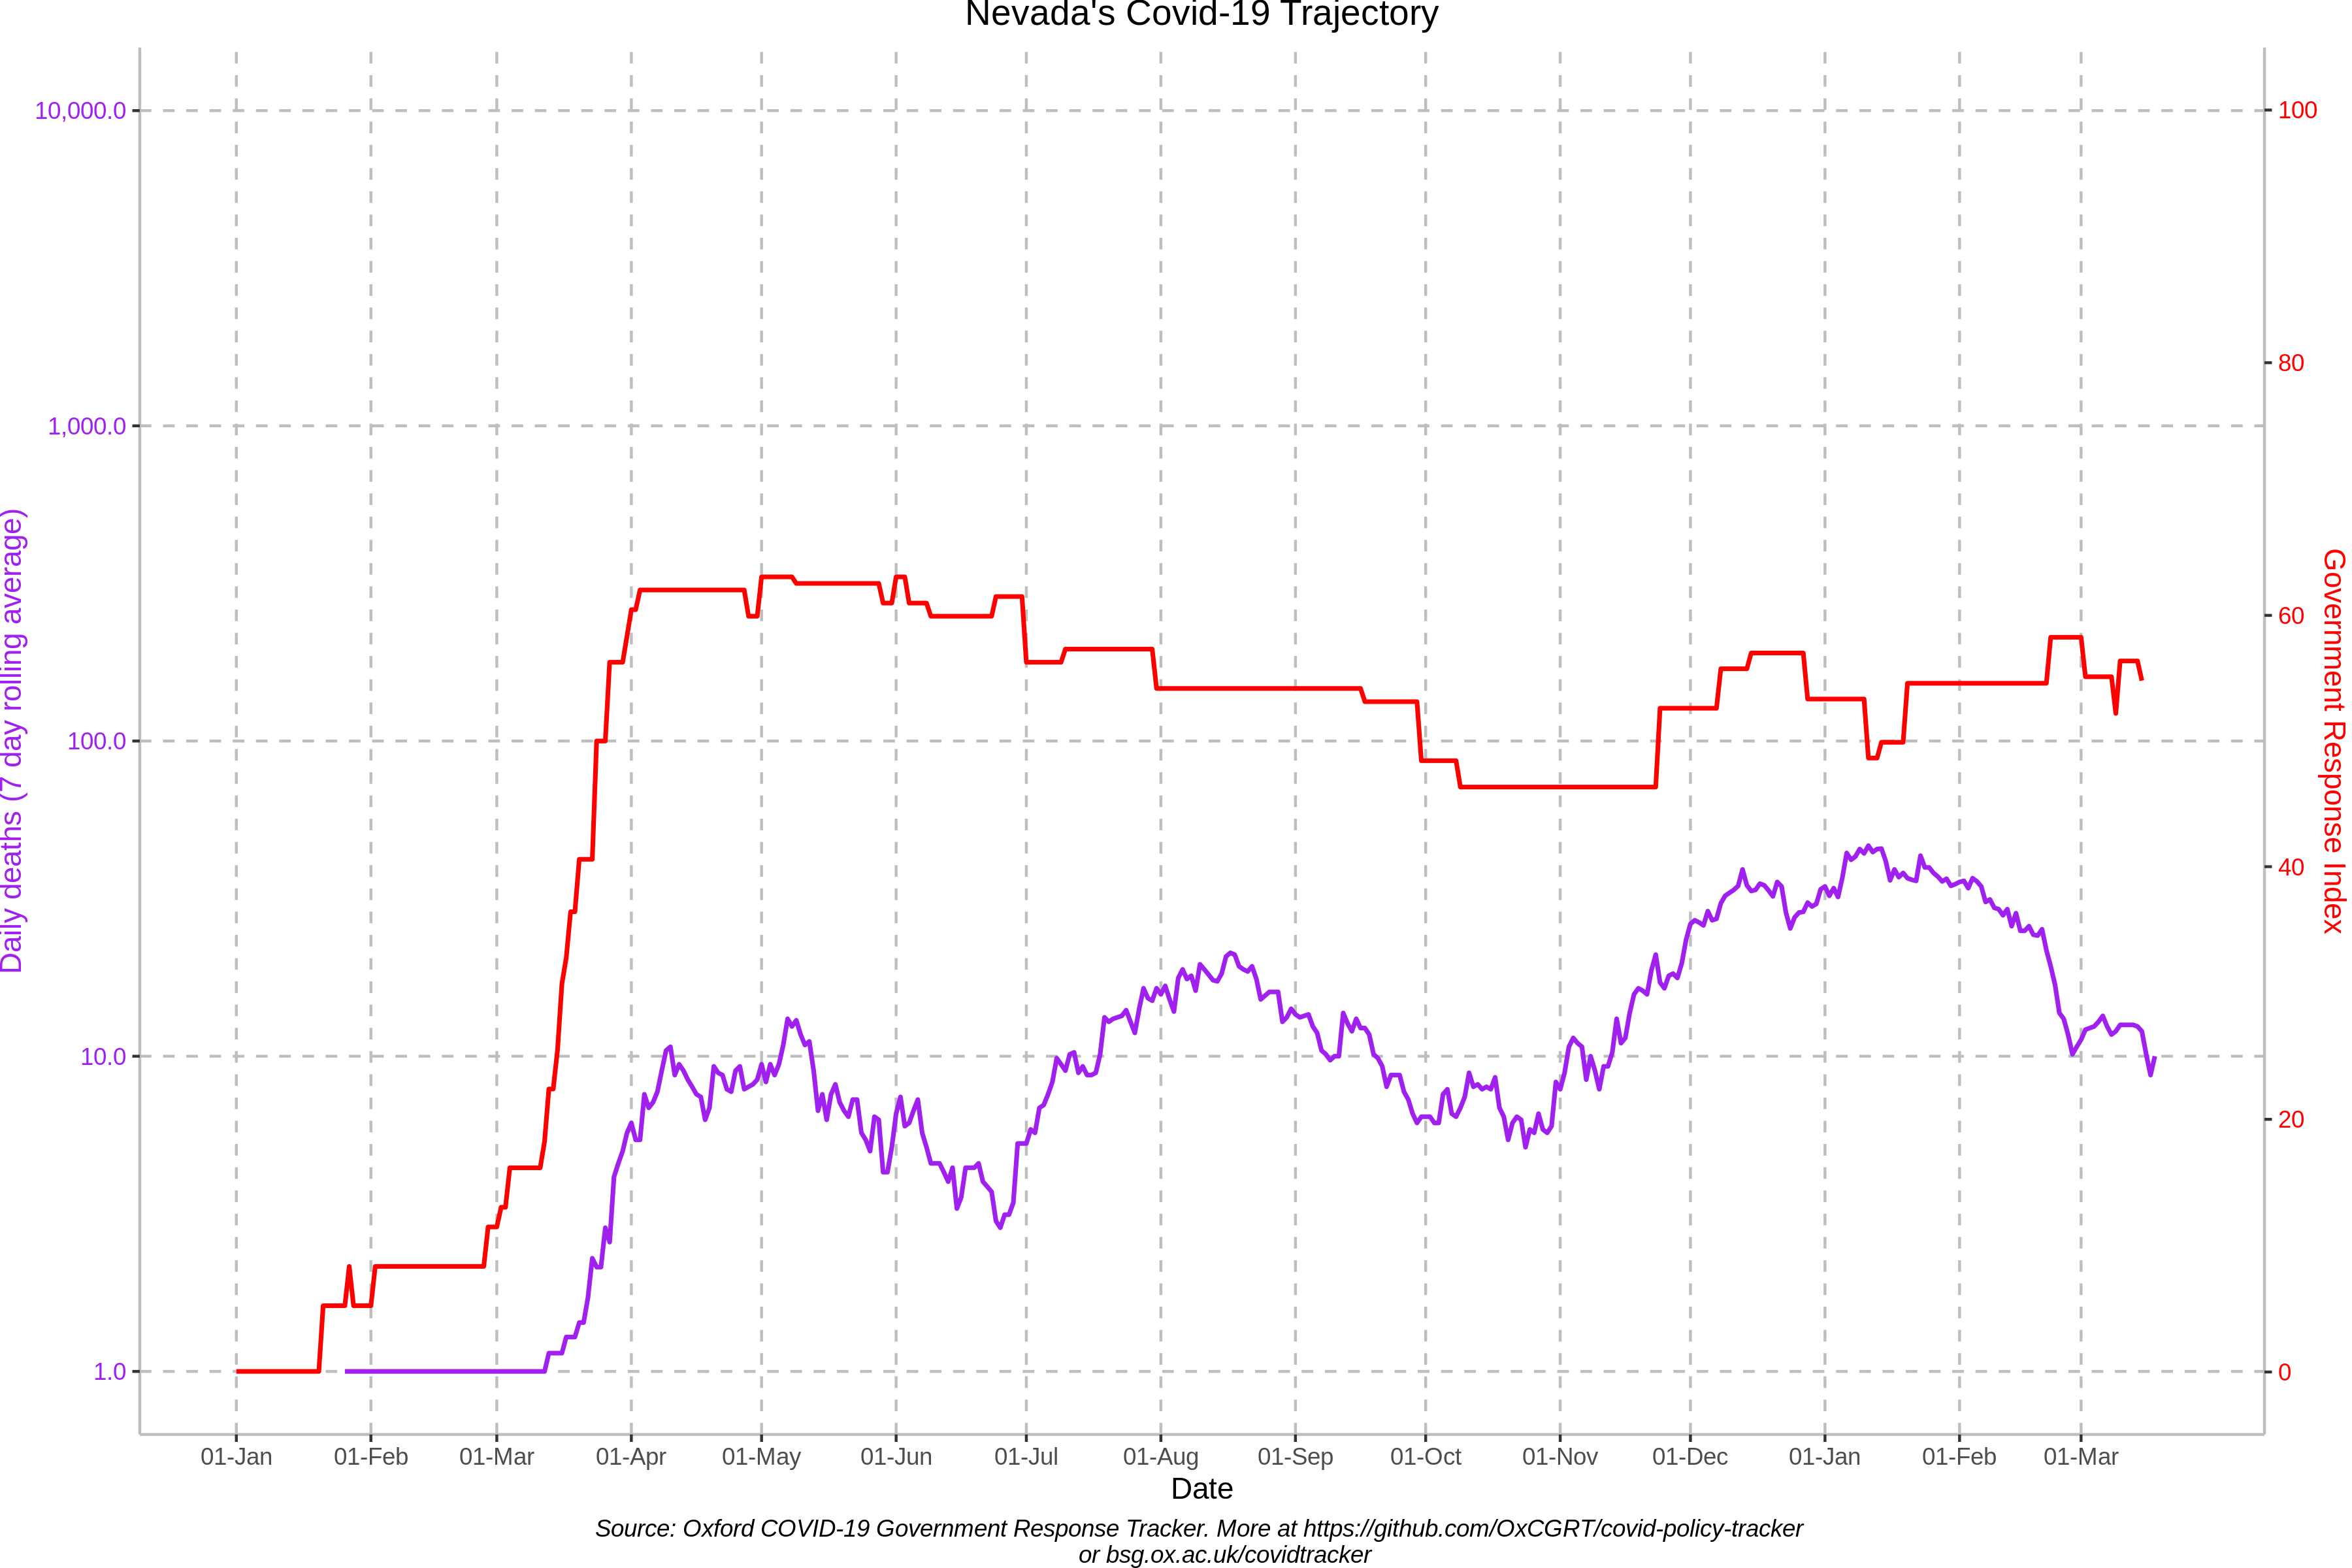 Nevada's Covid-19 Trajectory
10,000.0
1,000.0
100.0
10.0
1.0
Daily deaths (7 day rolling average)
100
80
60
40
20
0
Government Response Index
01-Jan 01-Feb 01-Mar 01-Apr 01-May 01-Jun 01-Jul 01-Aug 01-Sep 01-Oct 01-Nov 01-Dec 01-Jan 01-Feb 01-Mar
Date
Source: Oxford COVID-19 Government Response Tracker. More at https://github.com/OxCGRT/covid-policy-tracker
or bsg.ox.ac.uk/covidtracker